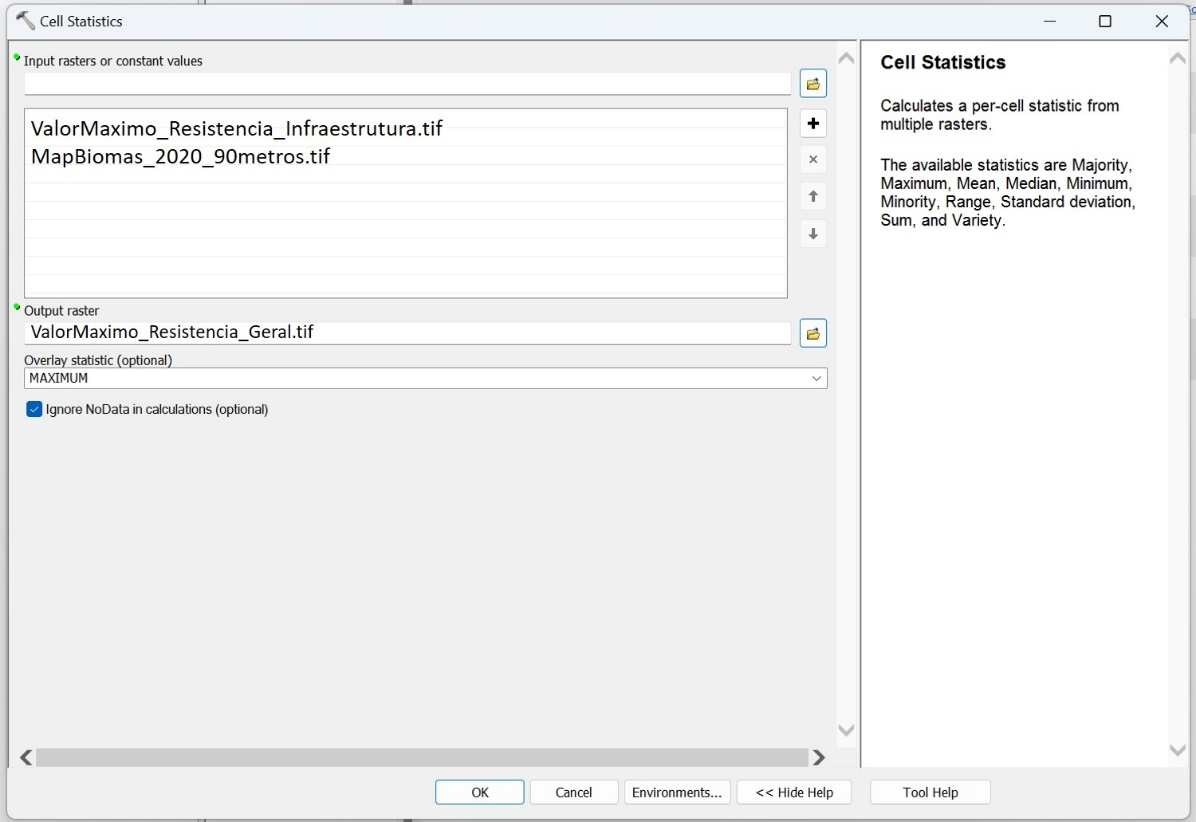 Cell Statistics
Input rasters or constant values
ValorMaximo_Resistencia_Infraestrutura.tif
MapBiomas_2020_90metros.tif
Output raster
ValorMaximo_Resistencia_Geral.tif
Overlay statistic (optional)
MAXIMUM
Ignore NoData in calculations (optional)
OK
Cancel
Environments...
<< Hide Help
Cell Statistics
Calculates a per-cell statistic from
multiple rasters.
The available statistics are Majority,
Maximum, Mean, Median, Minimum,
Minority, Range, Standard deviation,
Sum, and Variety.
Tool Help